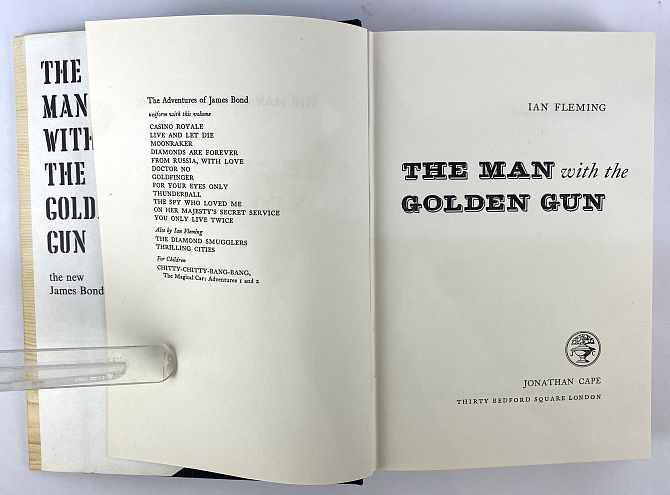 THE
MAN
WITH
THE
GOLD
GUN
the new
James Bond
The Adventures of James Bond
uniform with this volume
CASINO ROYALE
LIVE AND LET DIE
MOONRAKER
DIAMONDS ARE FOREVER
FROM RUSSIA, WITH LOVE
DOCTOR NO
GOLDFINGER
FOR YOUR EYES ONLY
THUNDERBALL
THE SPY WHO LOVED ME
ON HER MAJESTY'S SECRET SERVICE
YOU ONLY LIVE TWICE
Also by Ian Fleming
THE DIAMOND SMUGGLERS
THRILLING CITIES
For Children
CHITTY-CHITTY-BANG-BANG,
The Magical Car: Adventures 1 and 2
IAN FLEMING
THE MAN with the
GOLDEN GUN
J C
JONATHAN CAPE
THIRTY BEDFORD SQUARE LONDON